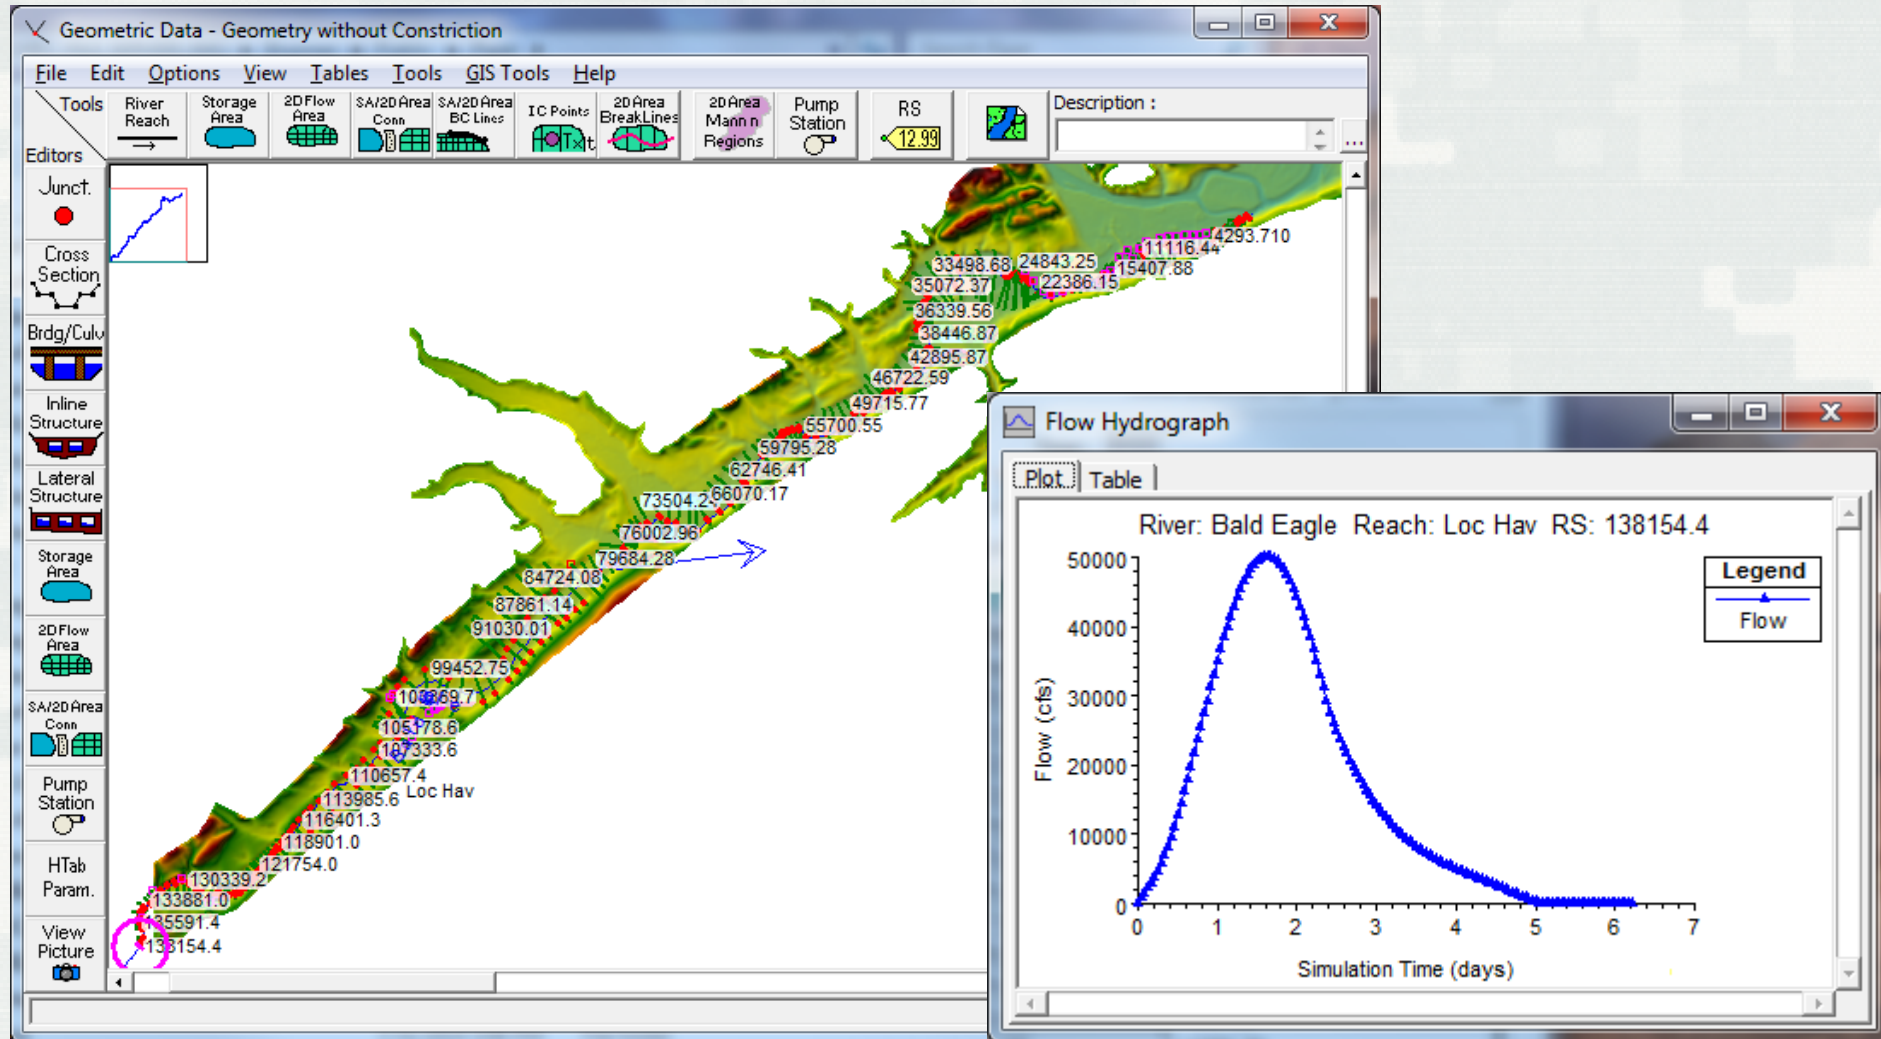 Geometric Data - Geometry without Constriction
File Edit Options View Tables Tools GIS Tools Help
Tools
Editors
River Reach
Storage Area
2D Flow Area
SA/2D Area Conn
SA/2D Area BC Lines
IC Points
2D Area BreakLines
2D Area Mann n Regions
Pump Station
RS
12.99
Description :
...
Junct.
Cross Section
Brdg/Culv
Inline Structure
Lateral Structure
Storage Area
2D Flow Area
SA/2D Area Conn
Pump Station
HTab Param.
View Picture
4293.710
11116.44
15407.88
24843.25
22386.15
33498.68
35072.37
36339.56
38446.87
42895.87
46722.59
49715.77
55700.55
59795.28
62746.41
66070.17
73504.2
76002.96
79684.28
84724.08
87861.14
91030.01
99452.75
105178.6
107333.6
110657.4
Loc Hav
113985.6
116401.3
118901.0
121754.0
130339.2
133881.0
135591.4
138154.4
Flow Hydrograph
Plot Table
River: Bald Eagle Reach: Loc Hav RS: 138154.4
Flow (cfs)
50000
40000
30000
20000
10000
0
0 1 2 3 4 5 6 7
Simulation Time (days)
Legend
Flow